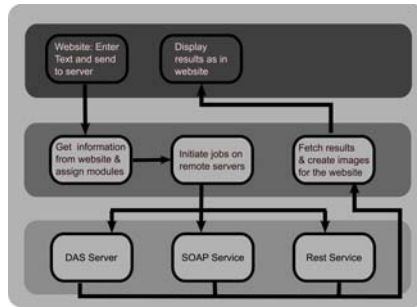 Website: Enter
Text and send
to server
Display
results as in
website
Get information
from website &
assign modules
Initiate jobs on
remote servers
Fetch results
& create images
for the website
DAS Server
SOAP Service
Rest Service